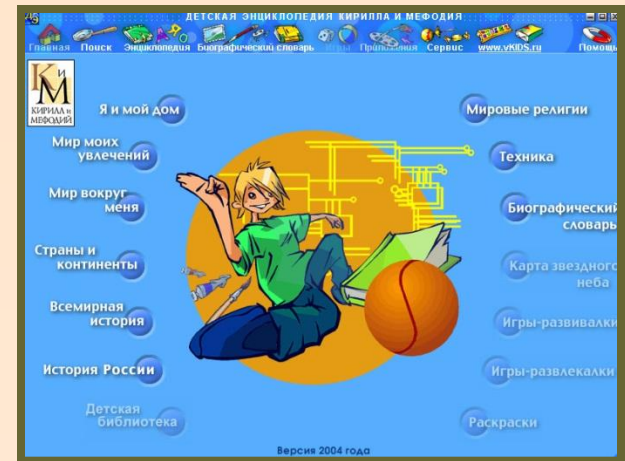 ДЕТСКАЯ ЭНЦИКЛОПЕДИЯ КИРИЛЛА И МЕФОДИЯ
Главная Поиск Энциклопедия Биографический словарь Игры Приложения Сервис www.vKIDS.ru Помощь
К и М
КИРИЛЛ и
МЕФОДИЙ
Я и мой дом
Мир моих
увлечений
Мир вокруг
меня
Страны и
континенты
Всемирная
история
История России
Детская
библиотека
Мировые религии
Техника
Биографический
словарь
Карта звездного
неба
Игры-развивалки
Игры-развлекалки
Раскраски
Версия 2004 года